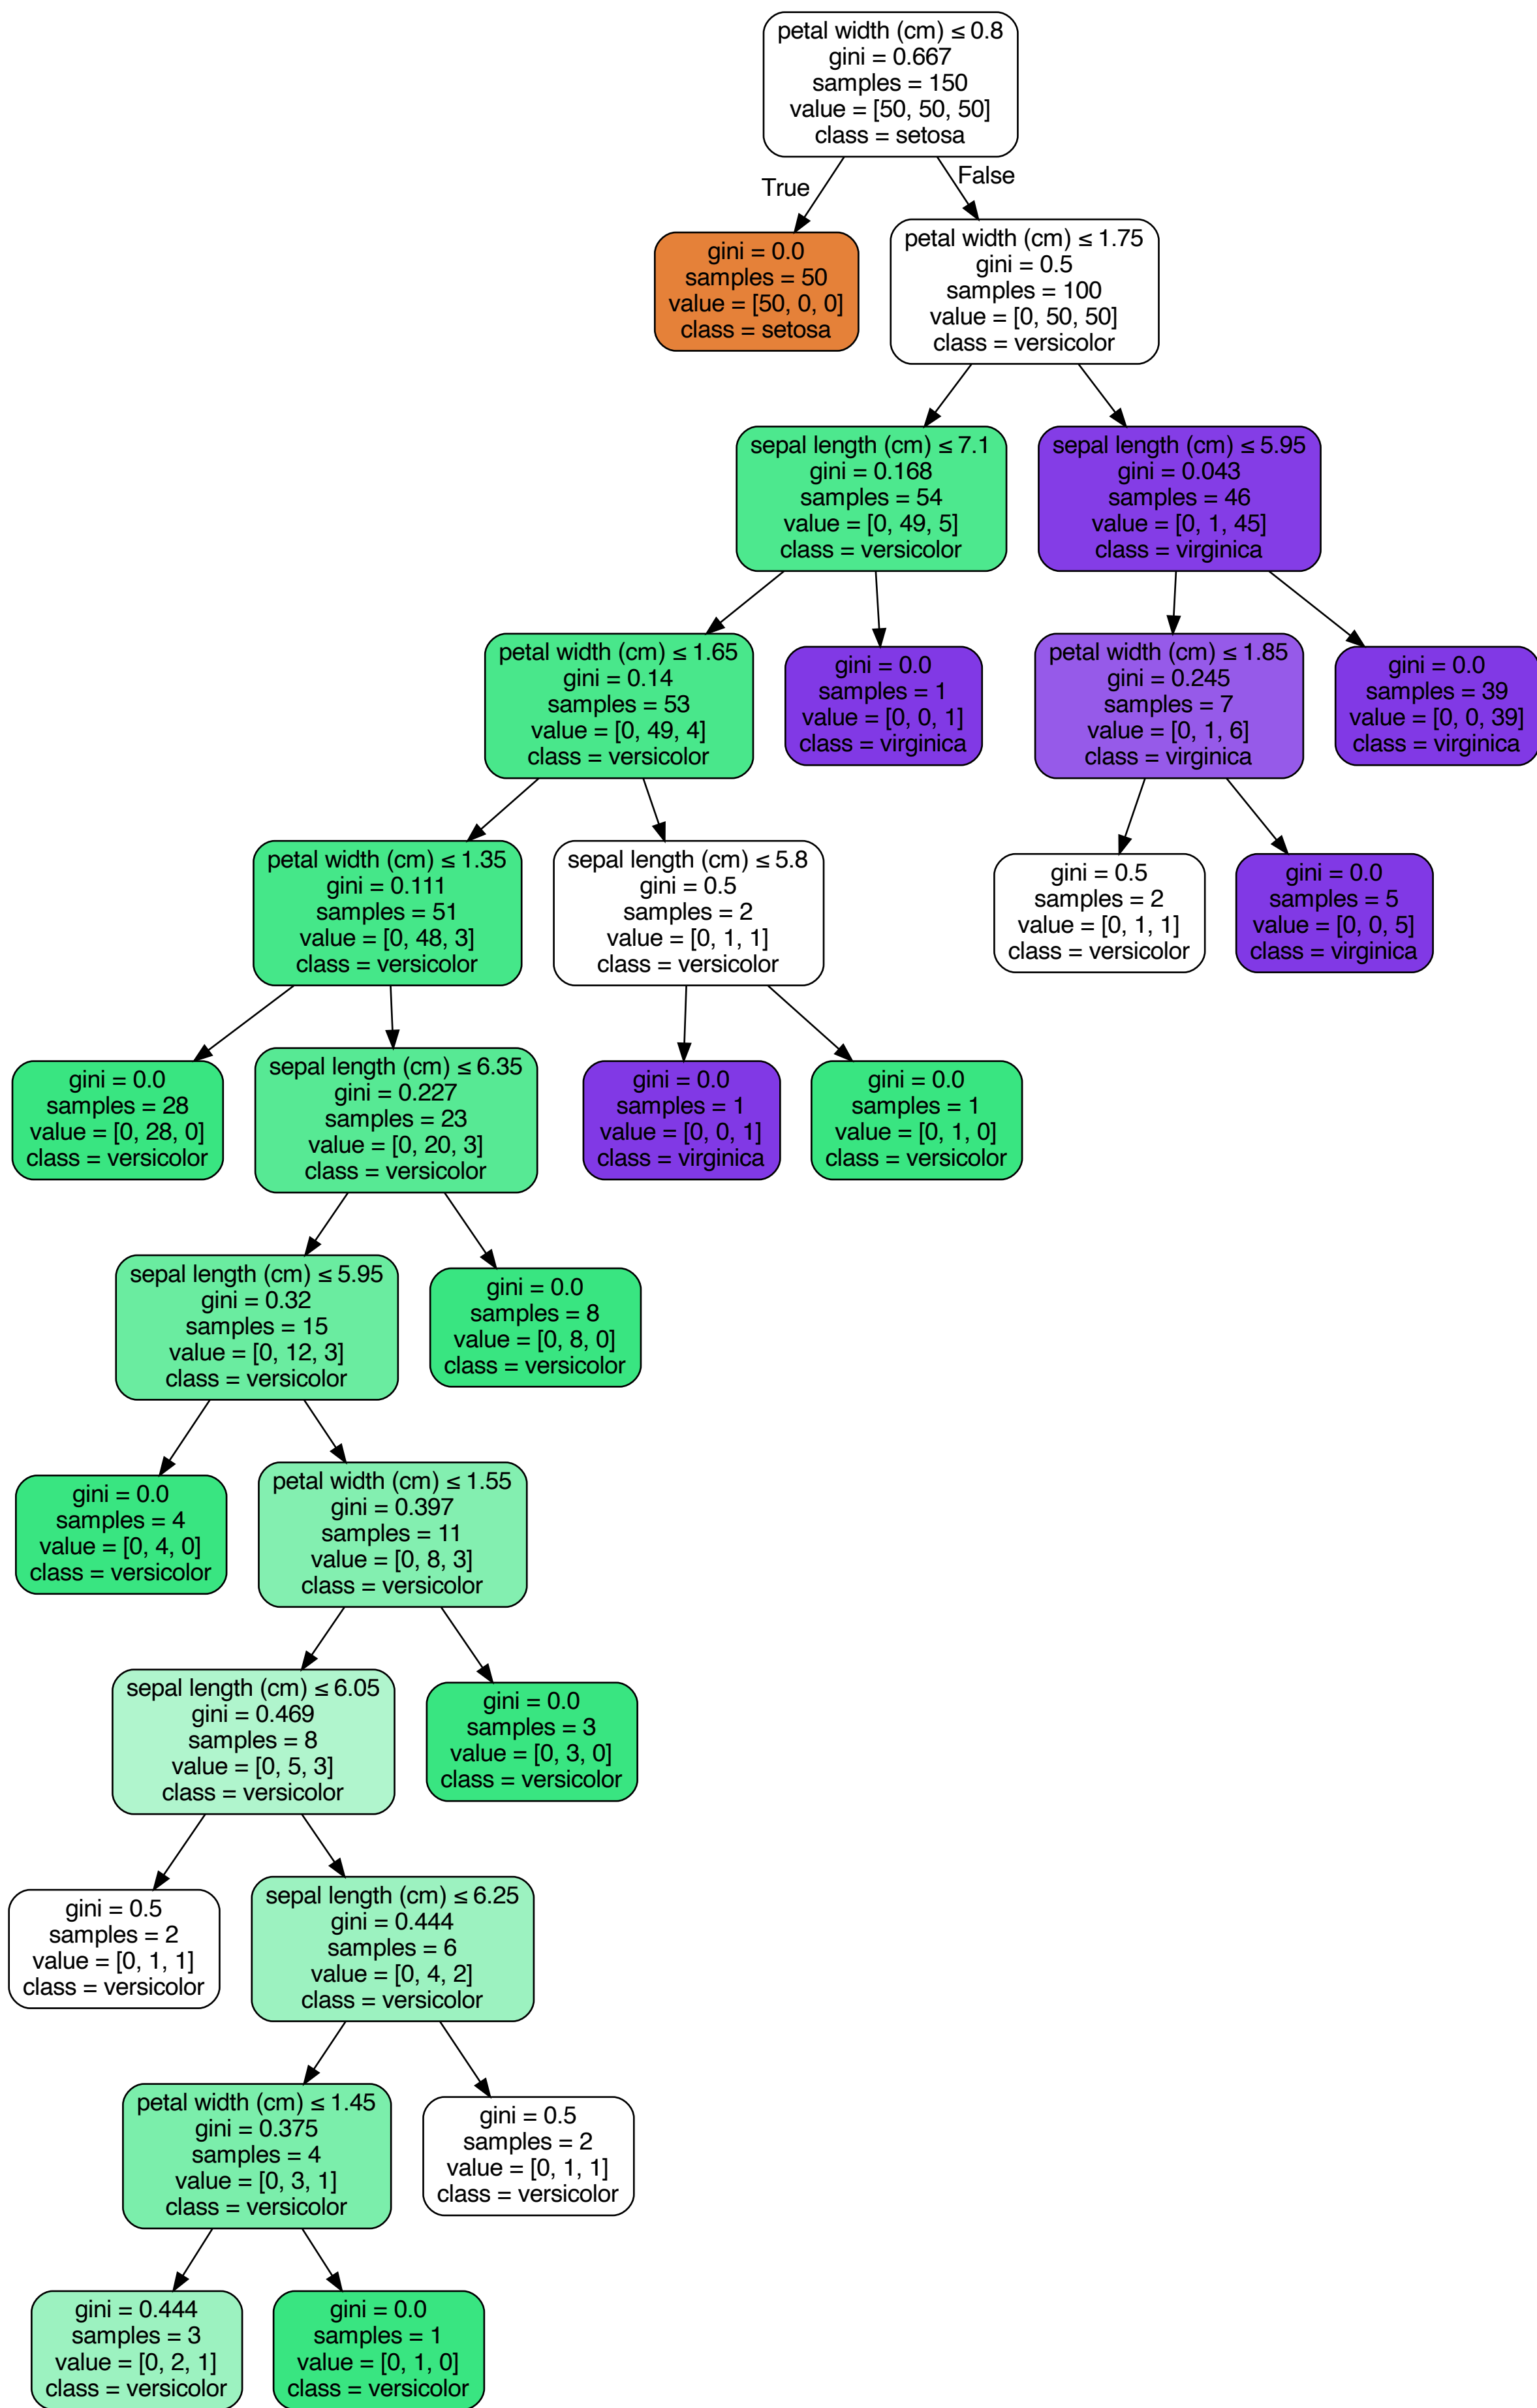 petal width (cm) ≤ 0.8
gini = 0.667
samples = 150
value = [50, 50, 50]
class = setosa
True
False
gini = 0.0
samples = 50
value = [50, 0, 0]
class = setosa
petal width (cm) ≤ 1.75
gini = 0.5
samples = 100
value = [0, 50, 50]
class = versicolor
sepal length (cm) ≤ 7.1
gini = 0.168
samples = 54
value = [0, 49, 5]
class = versicolor
sepal length (cm) ≤ 5.95
gini = 0.043
samples = 46
value = [0, 1, 45]
class = virginica
petal width (cm) ≤ 1.65
gini = 0.14
samples = 53
value = [0, 49, 4]
class = versicolor
gini = 0.0
samples = 1
value = [0, 0, 1]
class = virginica
petal width (cm) ≤ 1.85
gini = 0.245
samples = 7
value = [0, 1, 6]
class = virginica
gini = 0.0
samples = 39
value = [0, 0, 39]
class = virginica
petal width (cm) ≤ 1.35
gini = 0.111
samples = 51
value = [0, 48, 3]
class = versicolor
sepal length (cm) ≤ 5.8
gini = 0.5
samples = 2
value = [0, 1, 1]
class = versicolor
gini = 0.5
samples = 2
value = [0, 1, 1]
class = versicolor
gini = 0.0
samples = 5
value = [0, 0, 5]
class = virginica
gini = 0.0
samples = 28
value = [0, 28, 0]
class = versicolor
sepal length (cm) ≤ 6.35
gini = 0.227
samples = 23
value = [0, 20, 3]
class = versicolor
gini = 0.0
samples = 1
value = [0, 0, 1]
class = virginica
gini = 0.0
samples = 1
value = [0, 1, 0]
class = versicolor
sepal length (cm) ≤ 5.95
gini = 0.32
samples = 15
value = [0, 12, 3]
class = versicolor
gini = 0.0
samples = 8
value = [0, 8, 0]
class = versicolor
gini = 0.0
samples = 4
value = [0, 4, 0]
class = versicolor
petal width (cm) ≤ 1.55
gini = 0.397
samples = 11
value = [0, 8, 3]
class = versicolor
sepal length (cm) ≤ 6.05
gini = 0.469
samples = 8
value = [0, 5, 3]
class = versicolor
gini = 0.0
samples = 3
value = [0, 3, 0]
class = versicolor
gini = 0.5
samples = 2
value = [0, 1, 1]
class = versicolor
sepal length (cm) ≤ 6.25
gini = 0.444
samples = 6
value = [0, 4, 2]
class = versicolor
petal width (cm) ≤ 1.45
gini = 0.375
samples = 4
value = [0, 3, 1]
class = versicolor
gini = 0.5
samples = 2
value = [0, 1, 1]
class = versicolor
gini = 0.444
samples = 3
value = [0, 2, 1]
class = versicolor
gini = 0.0
samples = 1
value = [0, 1, 0]
class = versicolor